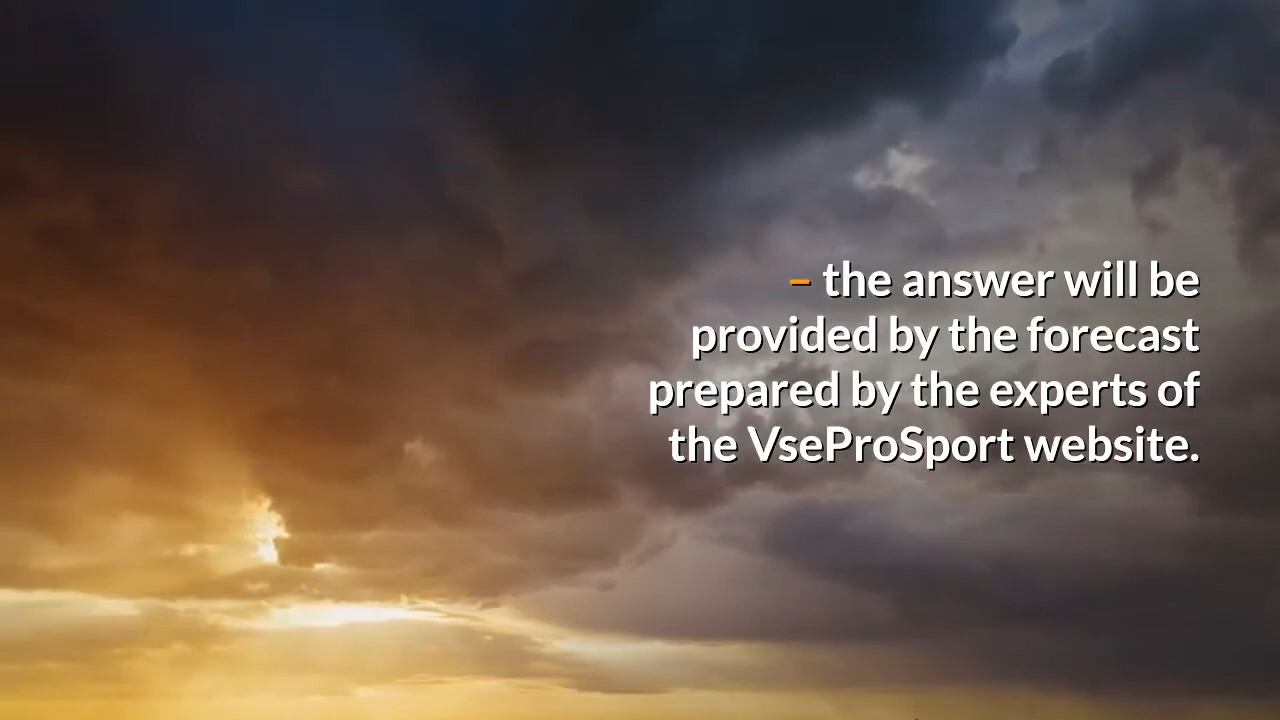 – the answer will be
provided by the forecast
prepared by the experts of
the VseProSport website.